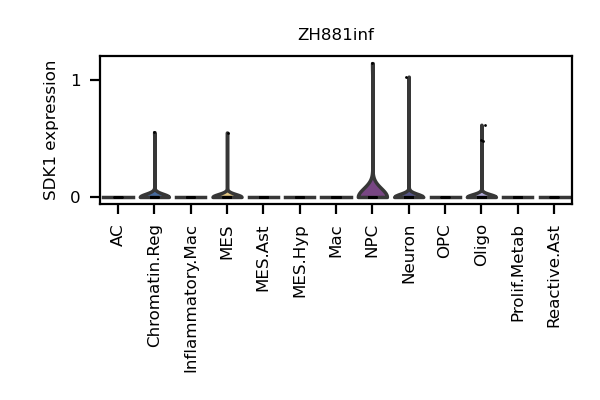 ZH881inf
SDK1 expression
1
0
AC
Chromatin.Reg
Inflammatory.Mac
MES
MES.Ast
MES.Hyp
Mac
NPC
Neuron
OPC
Oligo
Prolif.Metab
Reactive.Ast